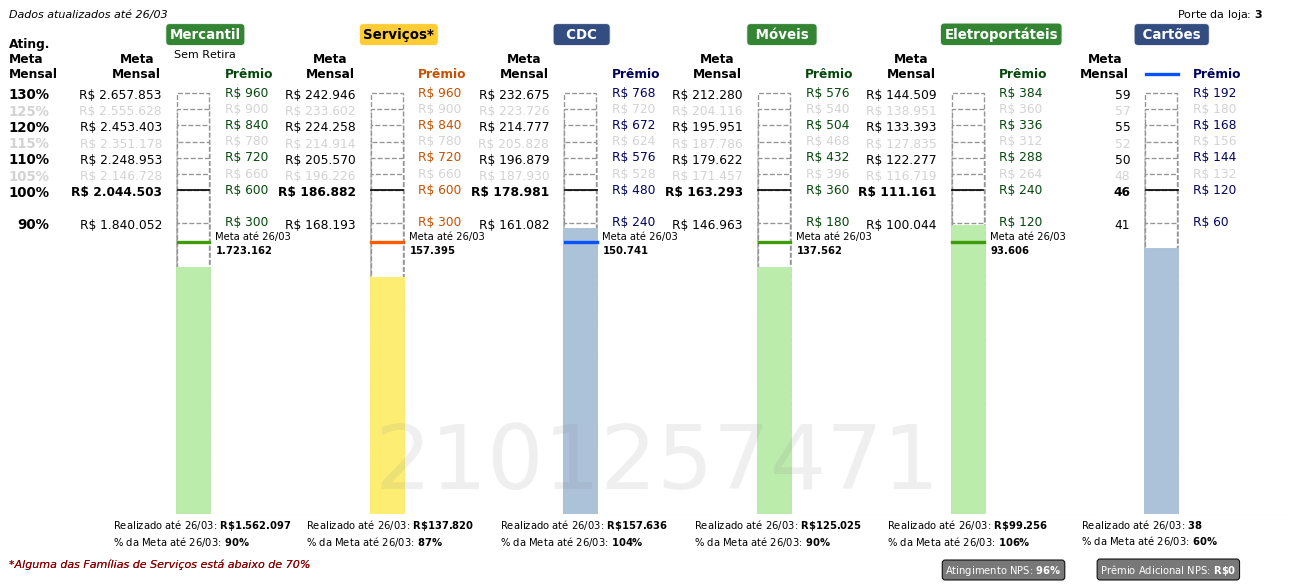 Dados atualizados até 26/03
Porte da loja: 3
Mercantil Serviços* CDC Móveis Eletroportáteis Cartões
Sem Retira
Ating. Meta Mensal
Meta Mensal Prêmio Meta Mensal Prêmio Meta Mensal Prêmio Meta Mensal Prêmio Meta Mensal Prêmio Meta Mensal Prêmio
130% R$ 2.657.853 R$ 960 R$ 242.946 R$ 960 R$ 232.675 R$ 768 R$ 212.280 R$ 576 R$ 144.509 R$ 384 59 R$ 192
125% R$ 2.555.628 R$ 900 R$ 233.602 R$ 900 R$ 223.726 R$ 720 R$ 204.116 R$ 540 R$ 138.951 R$ 360 57 R$ 180
120% R$ 2.453.403 R$ 840 R$ 224.258 R$ 840 R$ 214.777 R$ 672 R$ 195.951 R$ 504 R$ 133.393 R$ 336 55 R$ 168
115% R$ 2.351.178 R$ 780 R$ 214.914 R$ 780 R$ 205.828 R$ 624 R$ 187.786 R$ 468 R$ 127.835 R$ 312 52 R$ 156
110% R$ 2.248.953 R$ 720 R$ 205.570 R$ 720 R$ 196.879 R$ 576 R$ 179.622 R$ 432 R$ 122.277 R$ 288 50 R$ 144
105% R$ 2.146.728 R$ 660 R$ 196.226 R$ 660 R$ 187.930 R$ 528 R$ 171.457 R$ 396 R$ 116.719 R$ 264 48 R$ 132
100% R$ 2.044.503 R$ 600 R$ 186.882 R$ 600 R$ 178.981 R$ 480 R$ 163.293 R$ 360 R$ 111.161 R$ 240 46 R$ 120
90% R$ 1.840.052 R$ 300 R$ 168.193 R$ 300 R$ 161.082 R$ 240 R$ 146.963 R$ 180 R$ 100.044 R$ 120 41 R$ 60
Meta até 26/03 Meta até 26/03 Meta até 26/03 Meta até 26/03 Meta até 26/03
1.723.162 157.395 150.741 137.562 93.606
2101257471
Realizado até 26/03: R$1.562.097 Realizado até 26/03: R$137.820 Realizado até 26/03: R$157.636 Realizado até 26/03: R$125.025 Realizado até 26/03: R$99.256 Realizado até 26/03: 38
% da Meta até 26/03: 90% % da Meta até 26/03: 87% % da Meta até 26/03: 104% % da Meta até 26/03: 90% % da Meta até 26/03: 106% % da Meta até 26/03: 60%
*Alguma das Famílias de Serviços está abaixo de 70%
Atingimento NPS: 96% Prêmio Adicional NPS: R$0